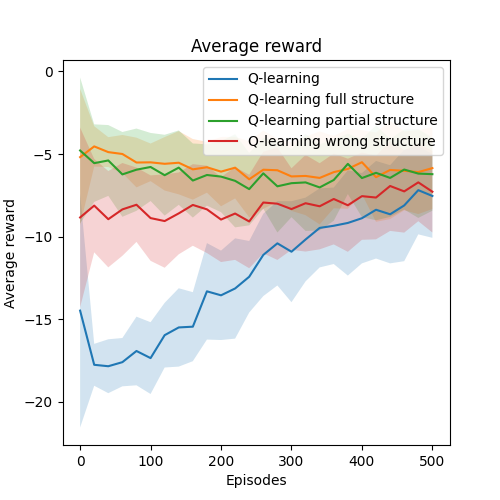 Average reward
Q-learning
Q-learning full structure
Q-learning partial structure
Q-learning wrong structure
Average reward
0
−5
−10
−15
−20
0 100 200 300 400 500
Episodes